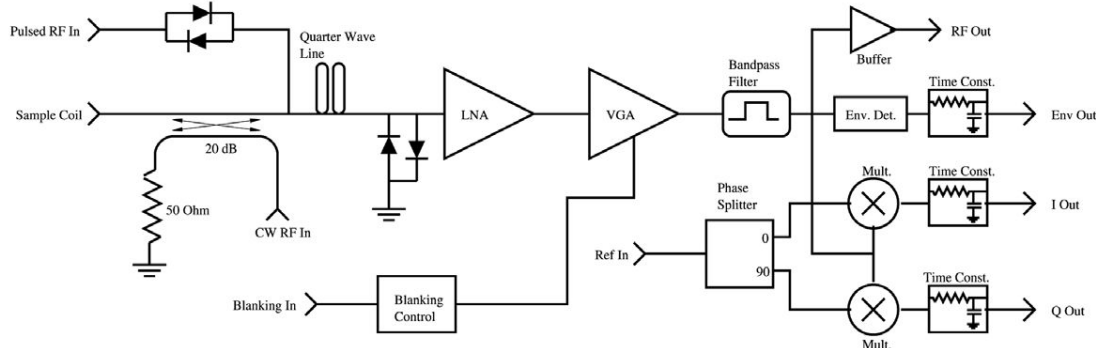 Pulsed RF In
Quarter Wave
Line
Sample Coil
20 dB
50 Ohm
CW RF In
LNA
VGA
Bandpass
Filter
Buffer
RF Out
Env. Det.
Time Const.
Env Out
Blanking In
Blanking
Control
Ref In
Phase
Splitter
0
90
Mult.
Time Const.
I Out
Time Const.
Q Out
Mult.